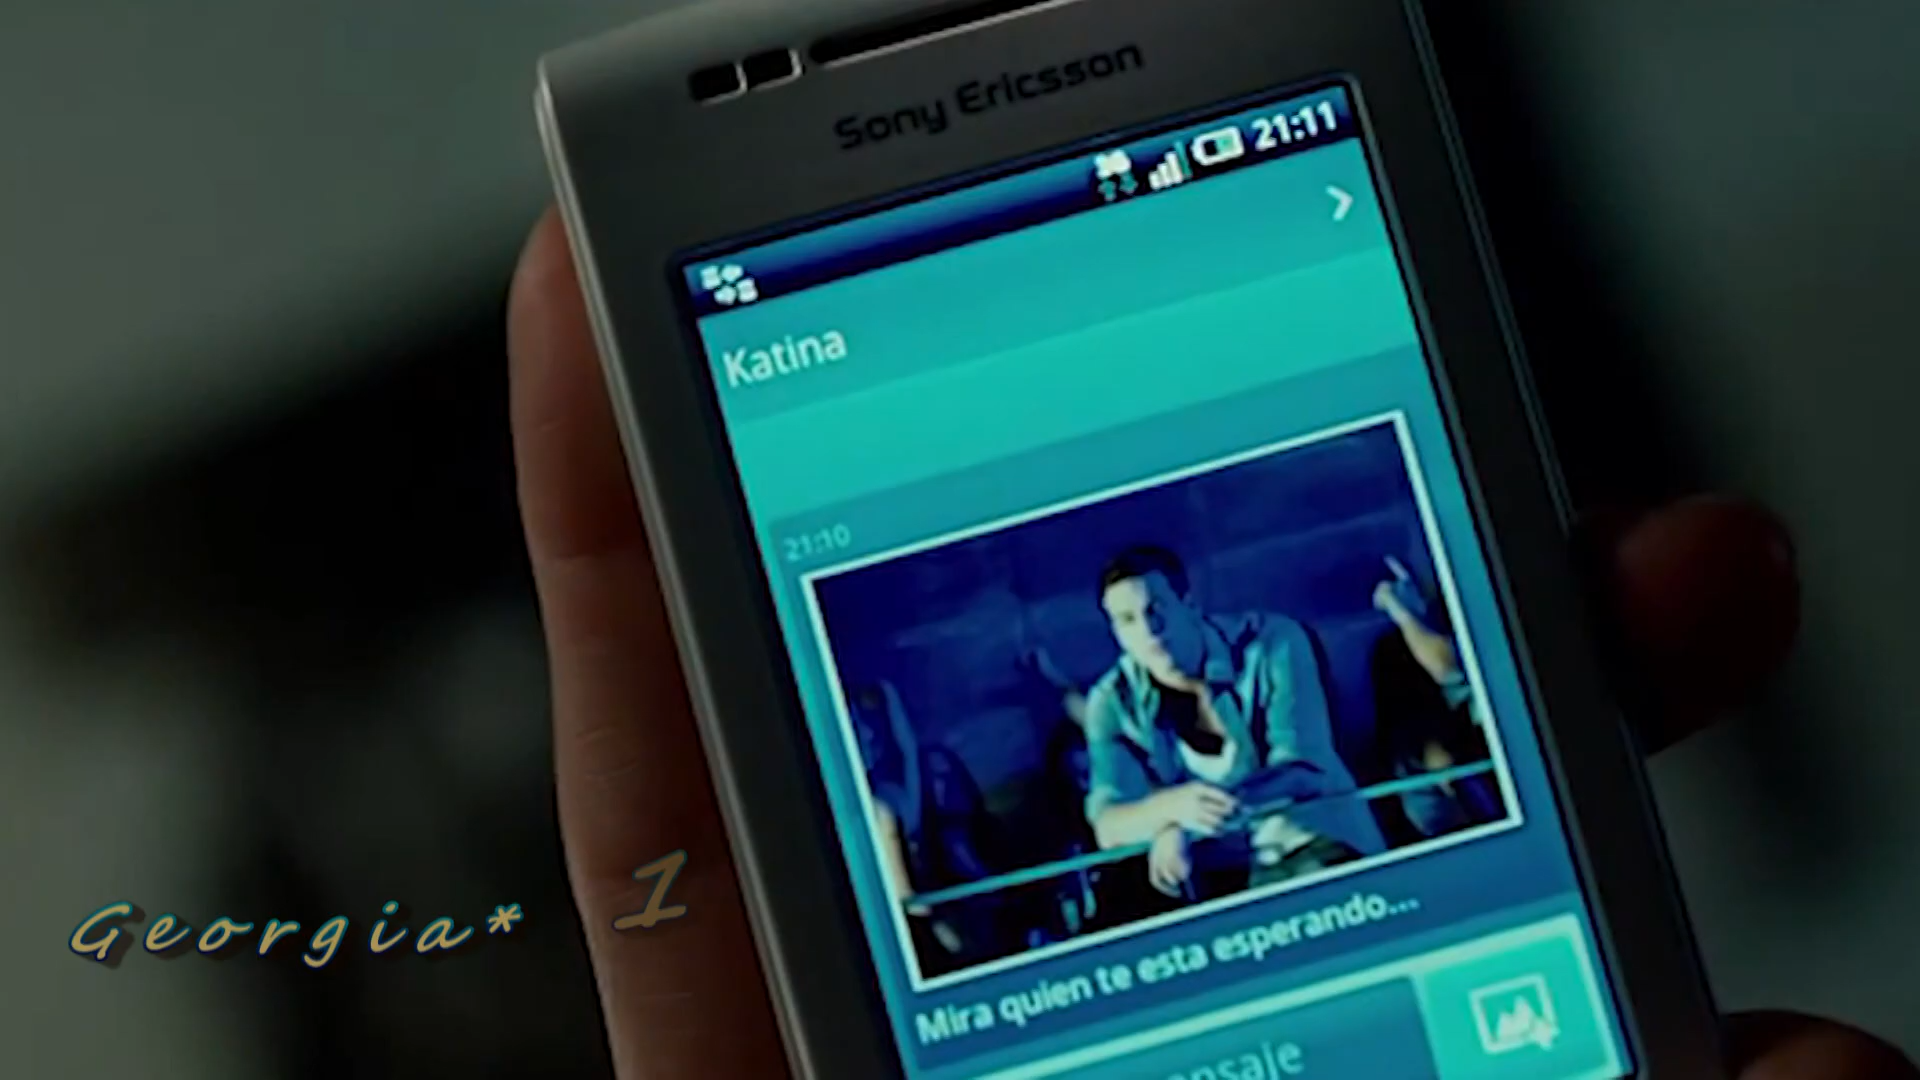 Sony Ericsson
21:11
Katina
21:10
Mira quien te esta esperando...
Georgia* 1